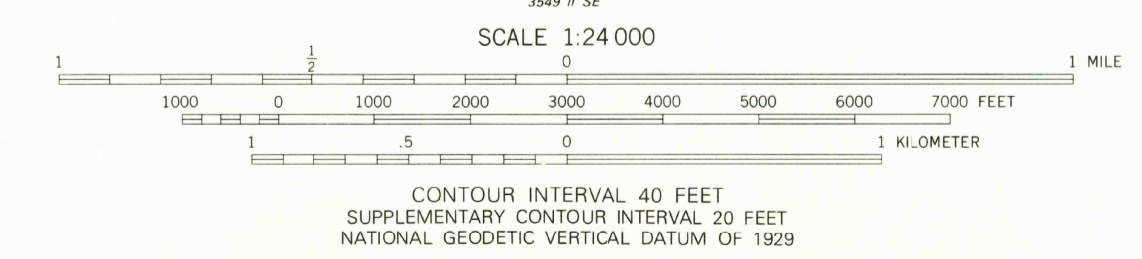 3549 II SE
SCALE 1:24 000
1 1/2 0 1 MILE
1000 0 1000 2000 3000 4000 5000 6000 7000 FEET
1 .5 0 1 KILOMETER
CONTOUR INTERVAL 40 FEET
SUPPLEMENTARY CONTOUR INTERVAL 20 FEET
NATIONAL GEODETIC VERTICAL DATUM OF 1929